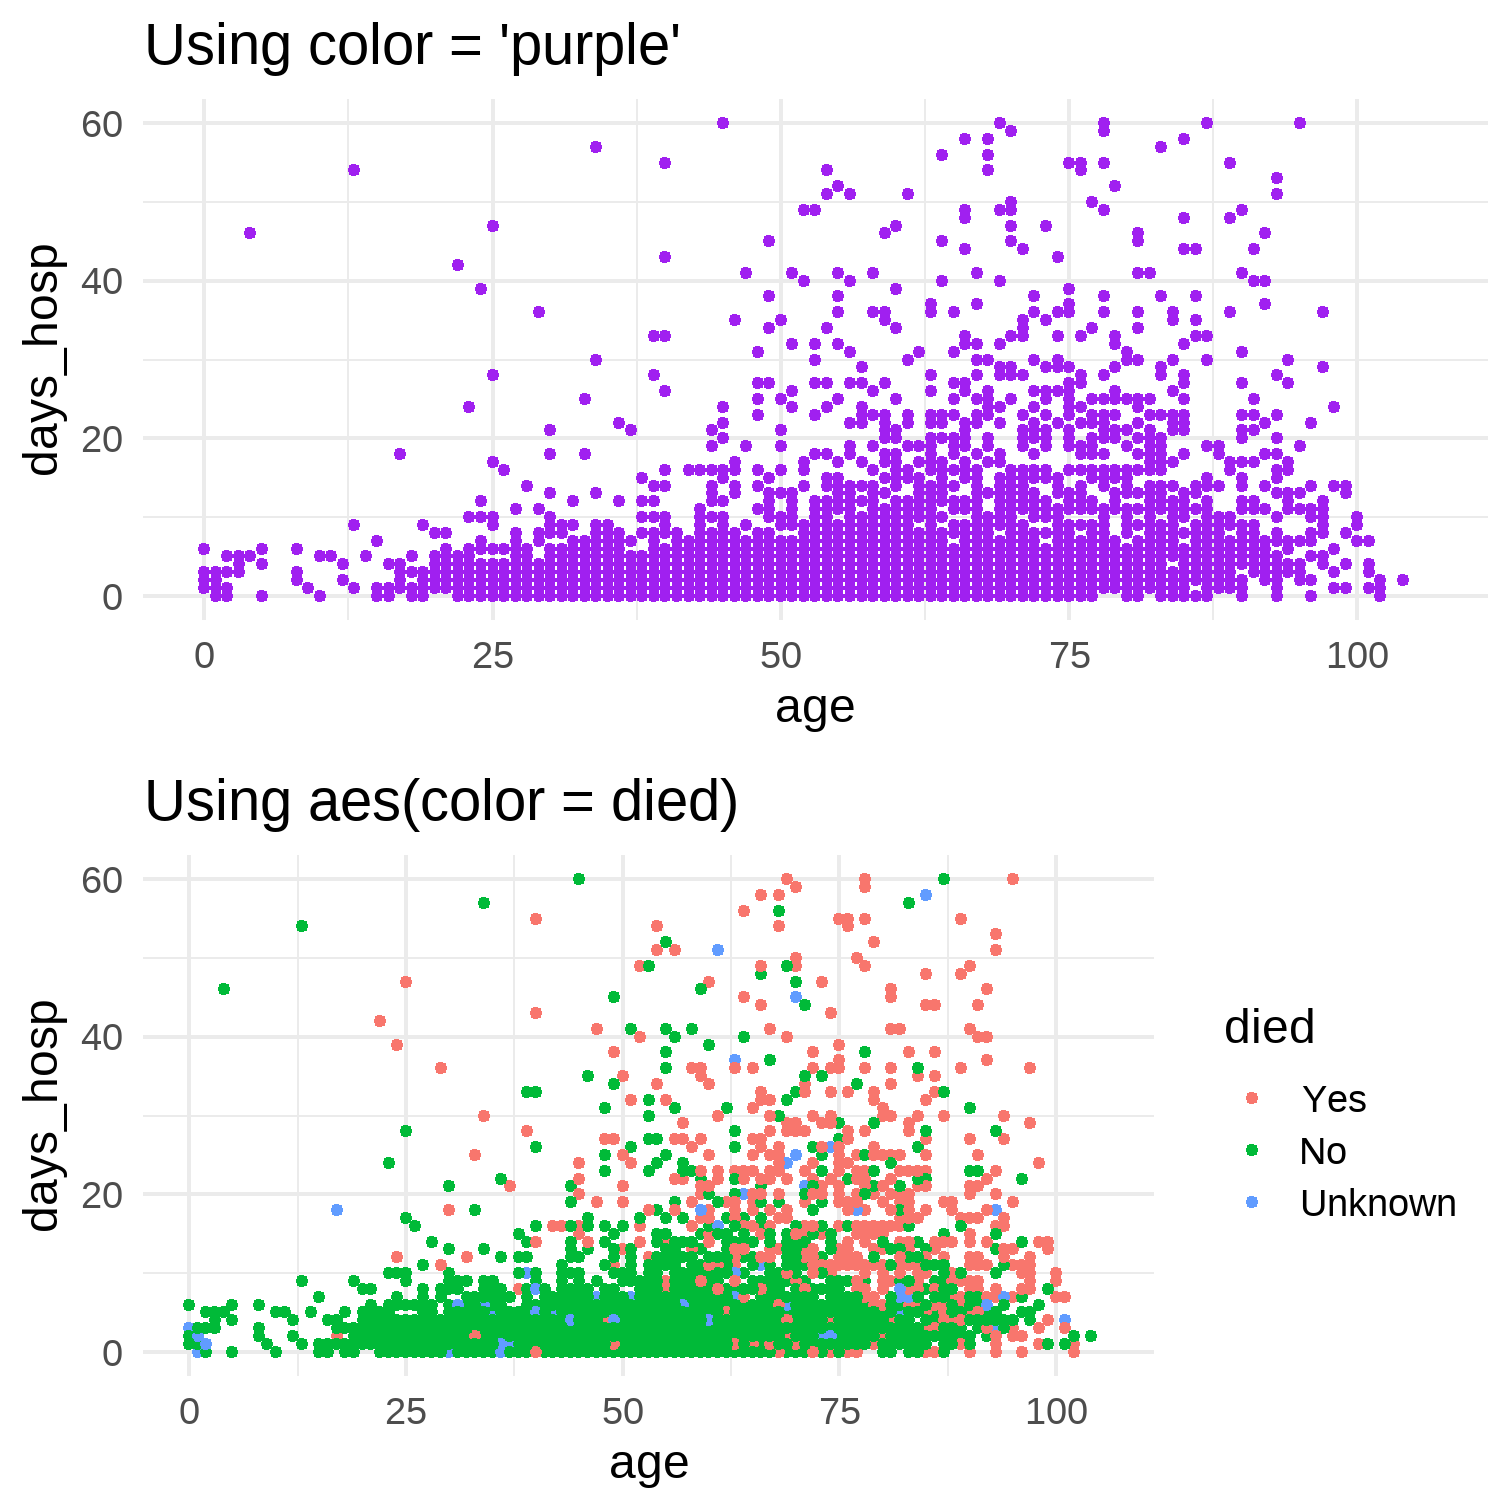 Using color = 'purple'
60
40
20
0
days_hosp
0 25 50 75 100
age
Using aes(color = died)
60
40
20
0
days_hosp
0 25 50 75 100
age
died
Yes
No
Unknown